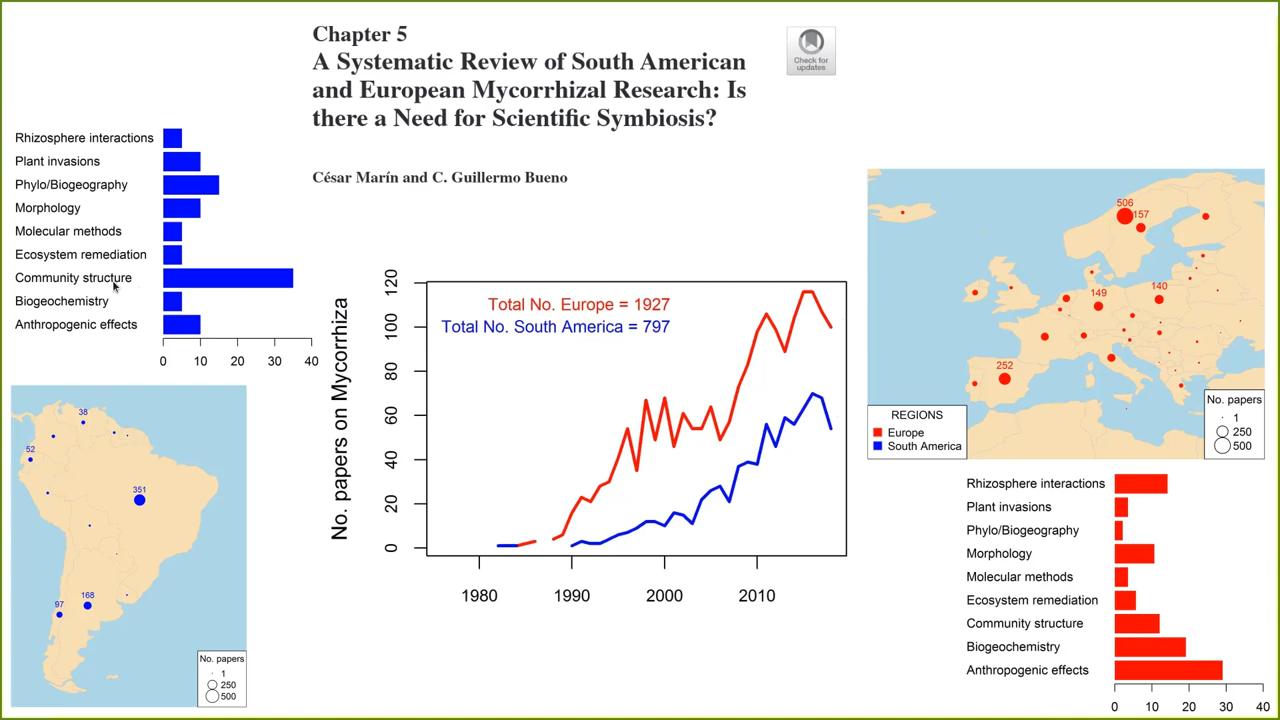 Chapter 5
A Systematic Review of South American
and European Mycorrhizal Research: Is
there a Need for Scientific Symbiosis?
Check for
updates
César Marín and C. Guillermo Bueno
Rhizosphere interactions
Plant invasions
Phylo/Biogeography
Morphology
Molecular methods
Ecosystem remediation
Community structure
Biogeochemistry
Anthropogenic effects
0 10 20 30 40
38
52
351
168
97
No. papers
1
250
500
No. papers on Mycorrhiza
120
100
80
60
40
20
0
Total No. Europe = 1927
Total No. South America = 797
1980 1990 2000 2010
506
157
149
140
252
REGIONS
Europe
South America
No. papers
1
250
500
Rhizosphere interactions
Plant invasions
Phylo/Biogeography
Morphology
Molecular methods
Ecosystem remediation
Community structure
Biogeochemistry
Anthropogenic effects
0 10 20 30 40